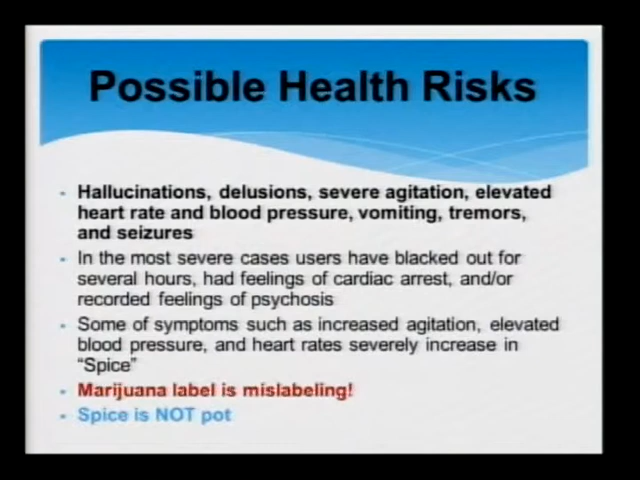 Possible Health Risks
Hallucinations, delusions, severe agitation, elevated
heart rate and blood pressure, vomiting, tremors,
and seizures
In the most severe cases users have blacked out for
several hours, had feelings of cardiac arrest, and/or
recorded feelings of psychosis
Some of symptoms such as increased agitation, elevated
blood pressure, and heart rates severely increase in
“Spice”
Marijuana label is mislabeling!
Spice is NOT pot